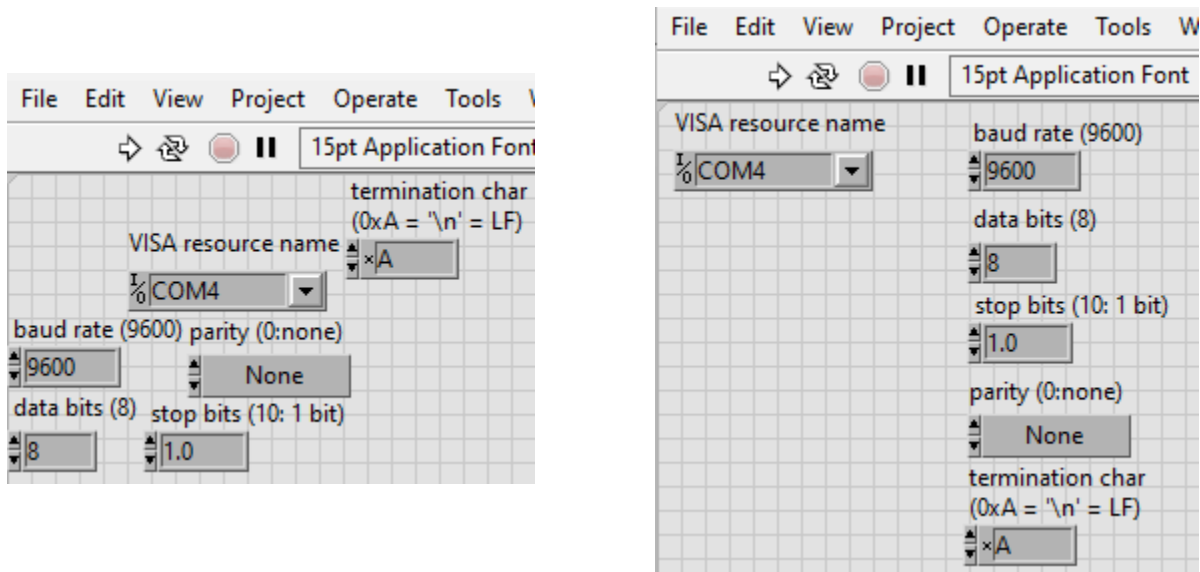 File Edit View Project Operate Tools
15pt Application Font
termination char
(0xA = '\n' = LF)
×A
VISA resource name
I/O COM4
baud rate (9600) parity (0:none)
9600 None
data bits (8) stop bits (10: 1 bit)
8 1.0
File Edit View Project Operate Tools W
15pt Application Font
VISA resource name
I/O COM4
baud rate (9600)
9600
data bits (8)
8
stop bits (10: 1 bit)
1.0
parity (0:none)
None
termination char
(0xA = '\n' = LF)
×A